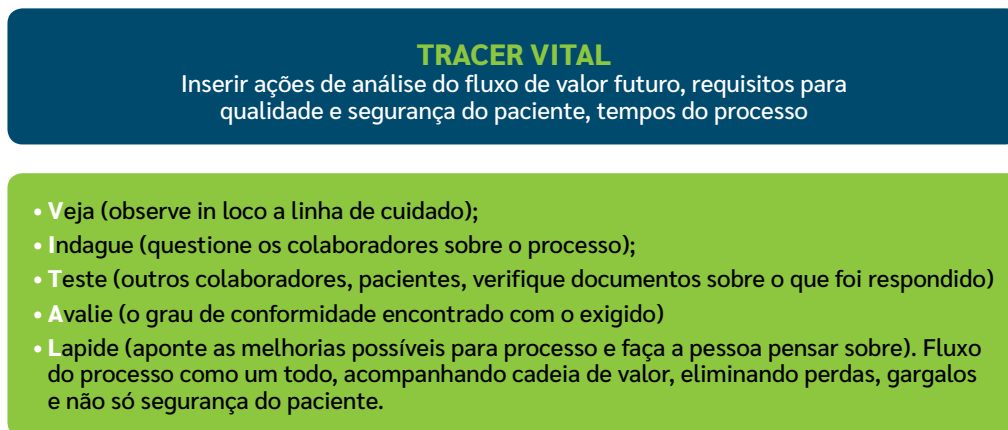 TRACER VITAL
Inserir ações de análise do fluxo de valor futuro, requisitos para
qualidade e segurança do paciente, tempos do processo
• Veja (observe in loco a linha de cuidado);
• Indague (questione os colaboradores sobre o processo);
• Teste (outros colaboradores, pacientes, verifique documentos sobre o que foi respondido)
• Avalie (o grau de conformidade encontrado com o exigido)
• Lapide (aponte as melhorias possíveis para processo e faça a pessoa pensar sobre). Fluxo
do processo como um todo, acompanhando cadeia de valor, eliminando perdas, gargalos
e não só segurança do paciente.